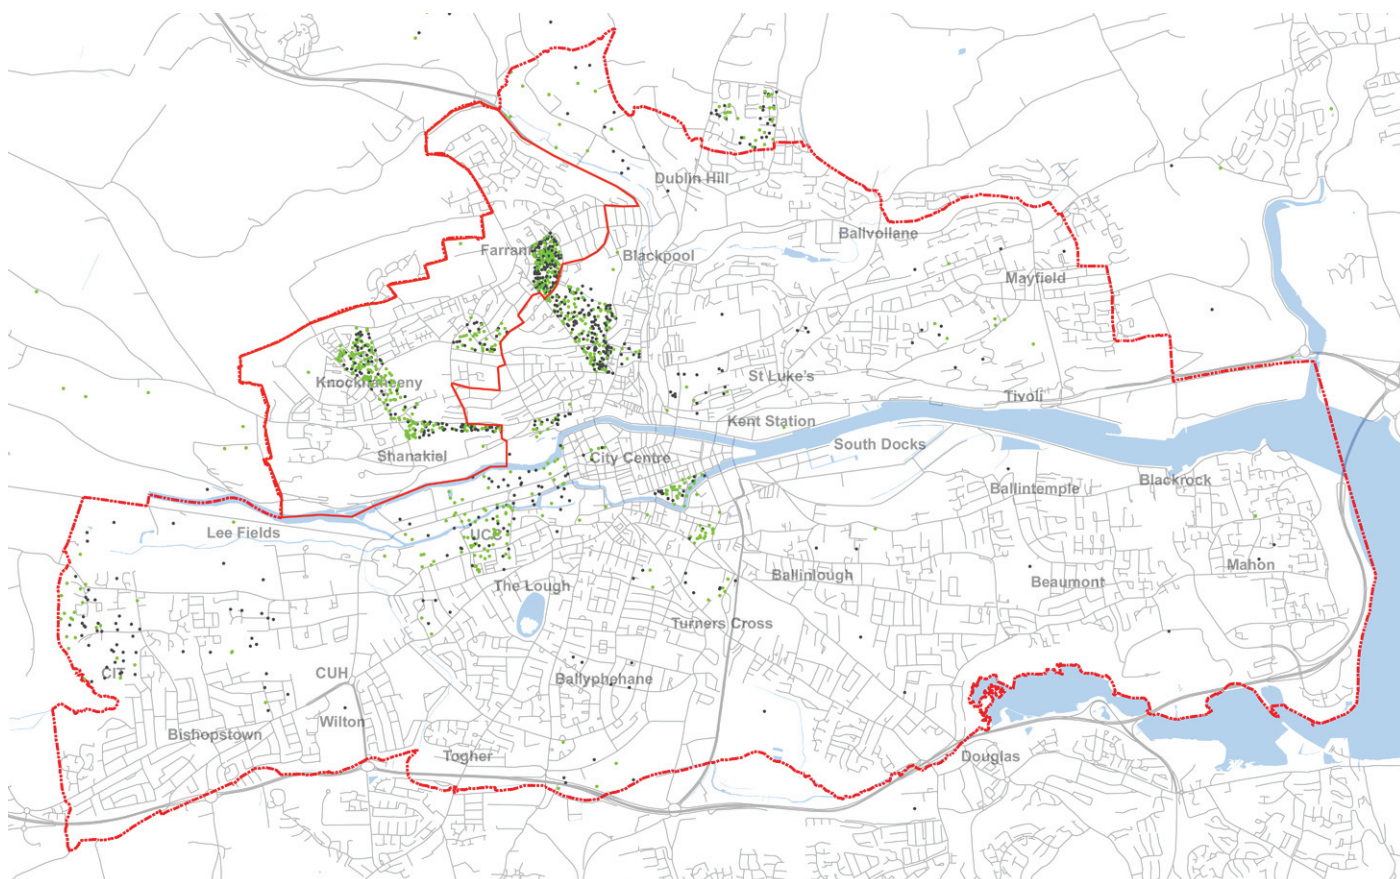 Dublin Hill
Ballvollane
Farrann
Blackpool
Mayfield
St Luke's
Knocknaheeny
Tivoli
Kent Station
South Docks
Shanakiel
City Centre
Blackrock
Ballintemple
Lee Fields
UCC
Mahon
Ballinlough
Beaumont
The Lough
Turners Cross
CIT
CUH
Ballyphehane
Wilton
Bishopstown
Togher
Douglas